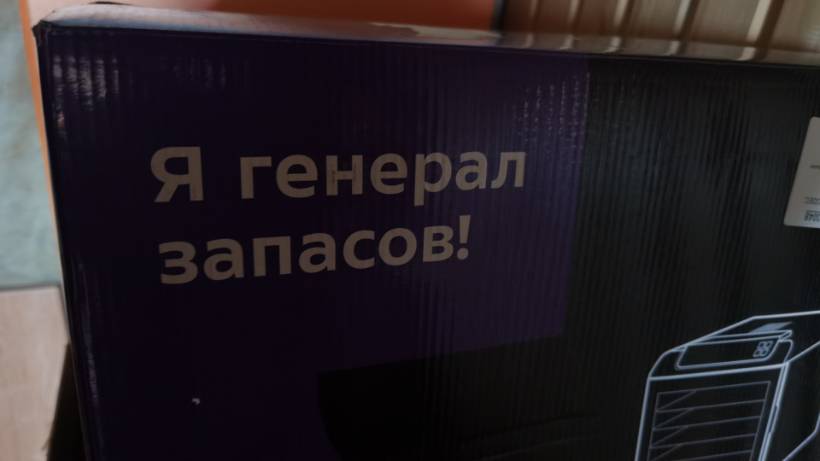 Я генерал
запасов!